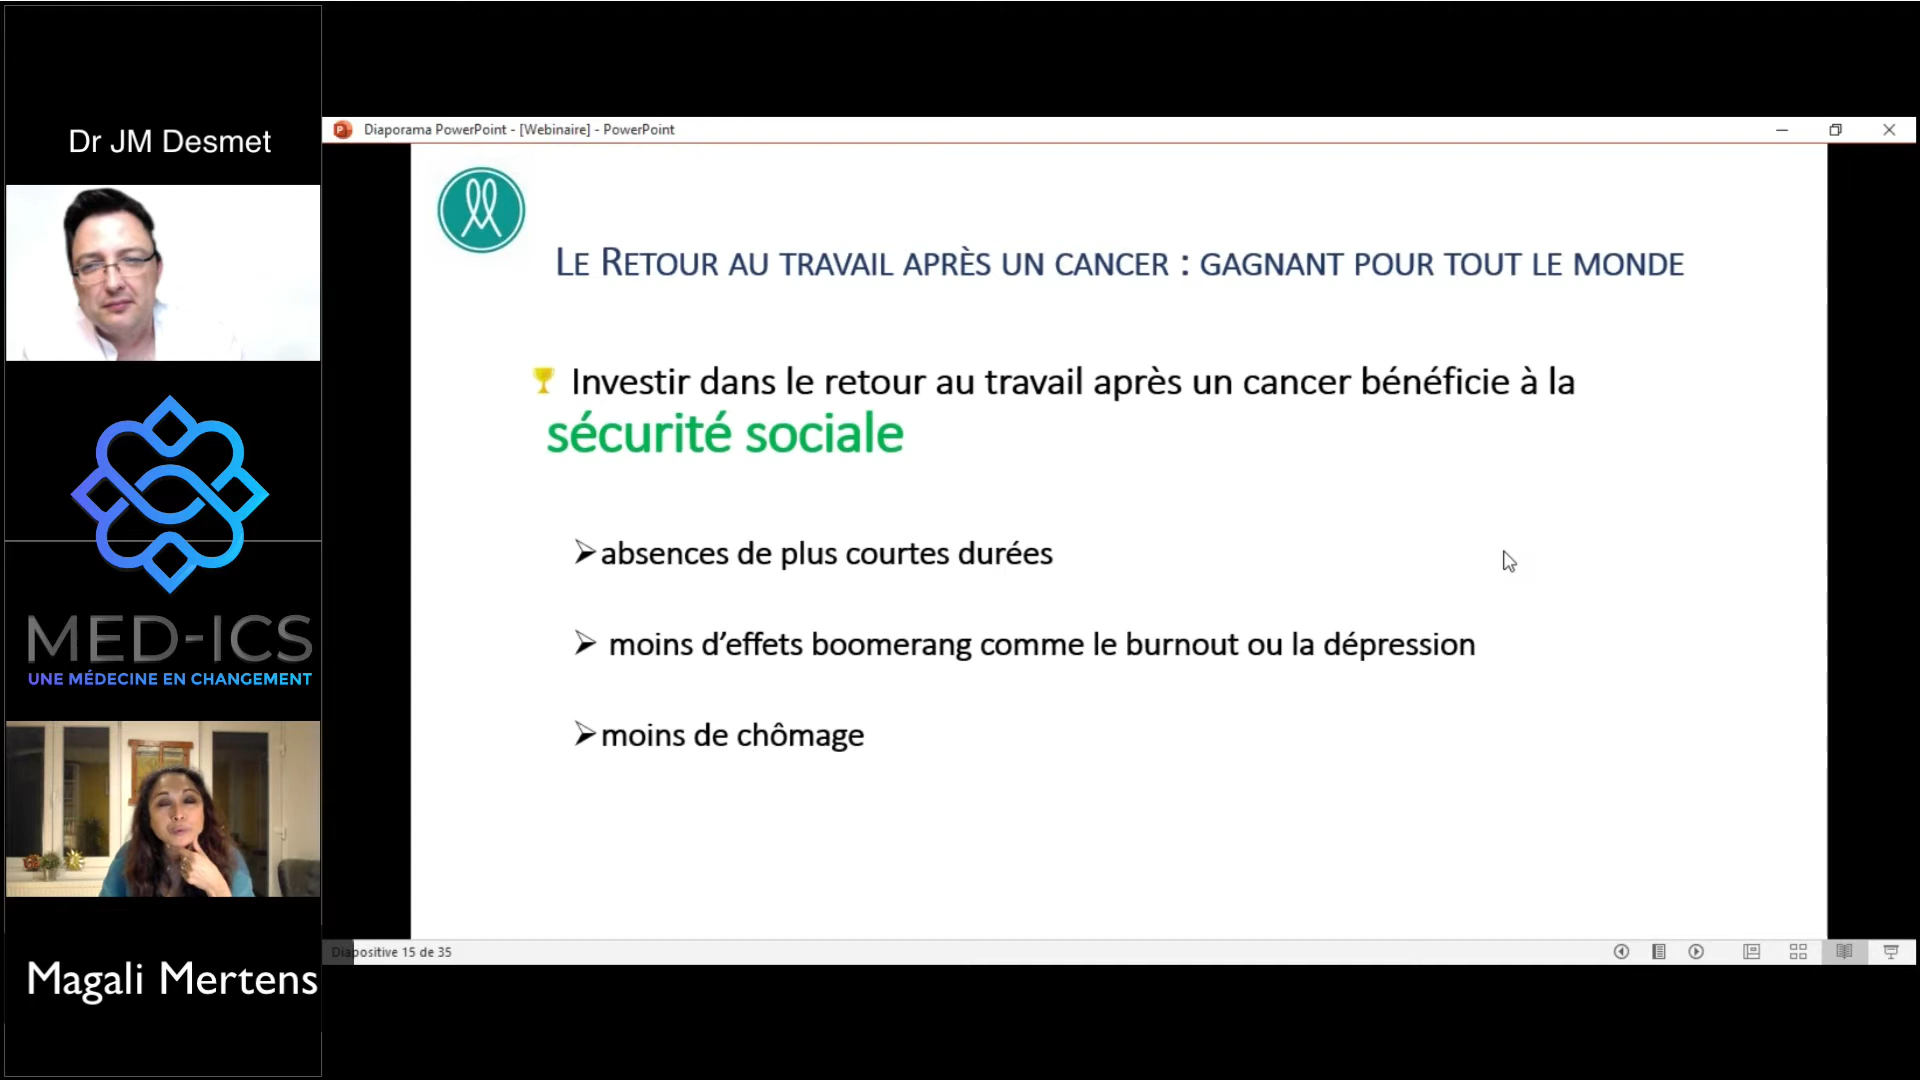 Dr JM Desmet
MED-ICS
UNE MÉDECINE EN CHANGEMENT
Magali Mertens
Diaporama PowerPoint - [Webinaire] - PowerPoint
LE RETOUR AU TRAVAIL APRÈS UN CANCER : GAGNANT POUR TOUT LE MONDE
Investir dans le retour au travail après un cancer bénéficie à la
sécurité sociale
➢absences de plus courtes durées
➢ moins d’effets boomerang comme le burnout ou la dépression
➢moins de chômage
Diapositive 15 de 35